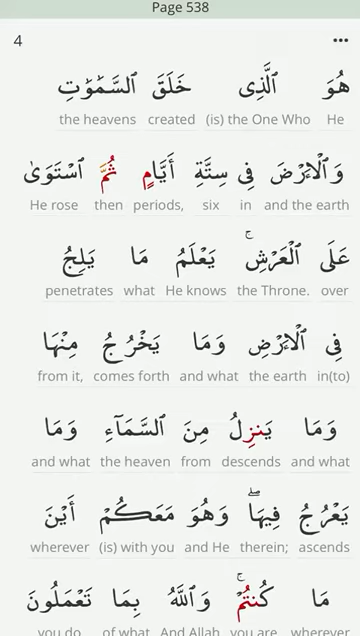 Page 538
4 •••
هُوَ ٱلَّذِى خَلَقَ ٱلسَّمَٰوَٰتِ
the heavens created (is) the One Who He
وَٱلْأَرْضَ فِى سِتَّةِ أَيَّامٍ ثُمَّ ٱسْتَوَىٰ
He rose then periods, six in and the earth
عَلَى ٱلْعَرْشِ ۚ يَعْلَمُ مَا يَلِجُ
penetrates what He knows the Throne. over
فِى ٱلْأَرْضِ وَمَا يَخْرُجُ مِنْهَا
from it, comes forth and what the earth in(to)
وَمَا يَنزِلُ مِنَ ٱلسَّمَآءِ وَمَا
and what the heaven from descends and what
يَعْرُجُ فِيهَا ۖ وَهُوَ مَعَكُمْ أَيْنَ
wherever (is) with you and He therein; ascends
مَا كُنتُمْ ۚ وَٱللَّهُ بِمَا تَعْمَلُونَ
you do of what And Allah you are wherever